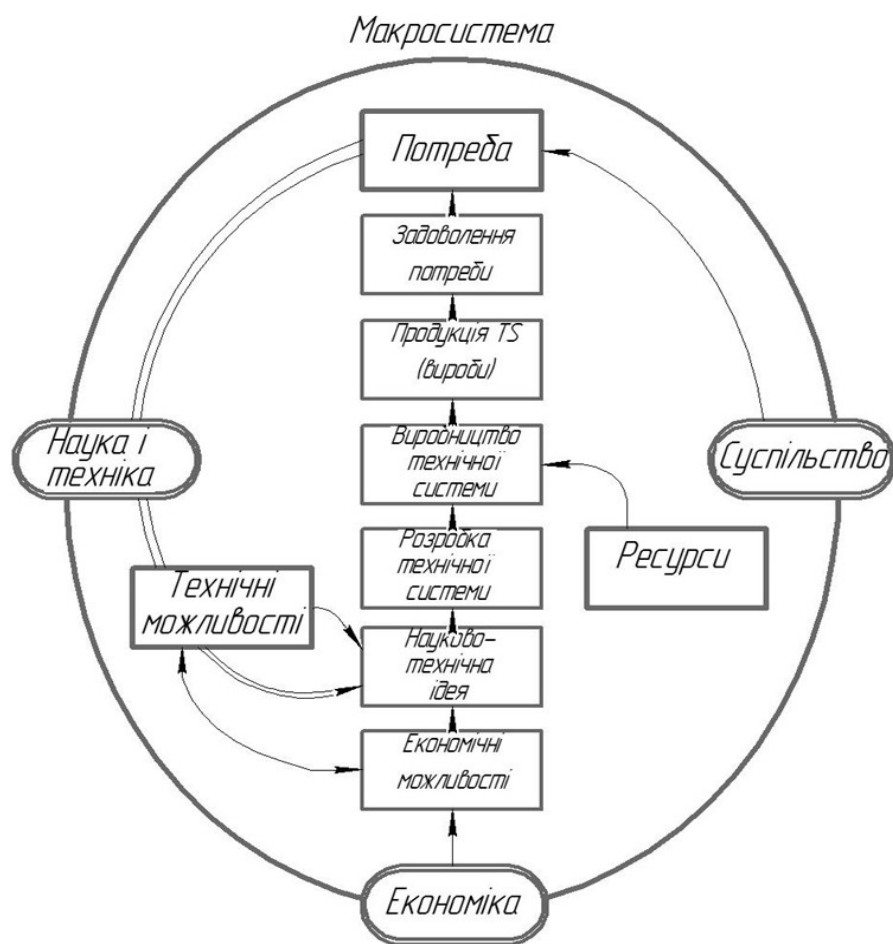 Макросистема
Потреба
Задоволення
потреби
Продукція TS
(вироби)
Наука і
техніка
Виробництво
технічної
системи
Суспільство
Розробка
технічної
системи
Ресурси
Технічні
можливості
Науково-
технічна
ідея
Економічні
можливості
Економіка